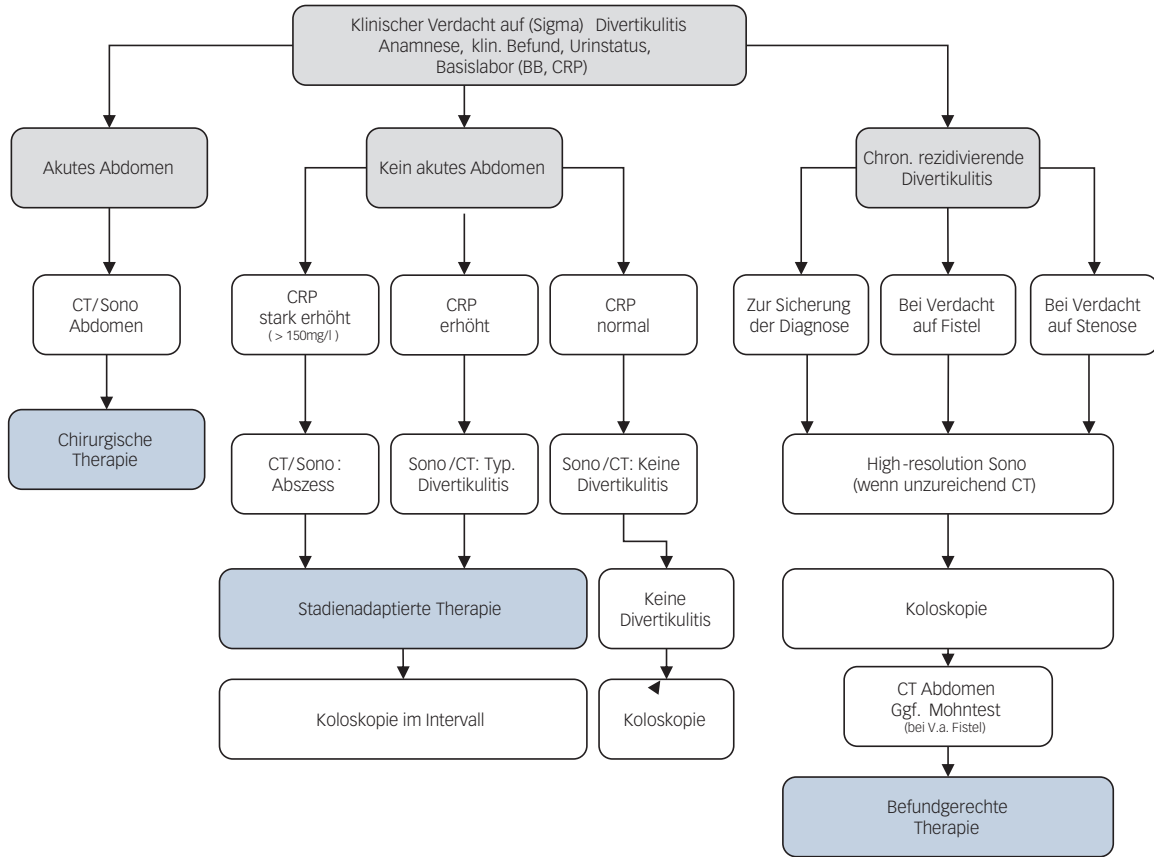 Klinischer Verdacht auf (Sigma) Divertikulitis
Anamnese, klin. Befund, Urinstatus,
Basislabor (BB, CRP)
Akutes Abdomen
Kein akutes Abdomen
Chron. rezidivierende
Divertikulitis
CT/Sono
Abdomen
CRP
stark erhöht
( > 150mg/l )
CRP
erhöht
CRP
normal
Zur Sicherung
der Diagnose
Bei Verdacht
auf Fistel
Bei Verdacht
auf Stenose
Chirurgische
Therapie
CT/Sono :
Abszess
Sono/CT: Typ.
Divertikulitis
Sono/CT: Keine
Divertikulitis
High-resolution Sono
(wenn unzureichend CT)
Stadienadaptierte Therapie
Keine
Divertikulitis
Koloskopie
Koloskopie im Intervall
Koloskopie
CT Abdomen
Ggf. Mohntest
(bei V.a. Fistel)
Befundgerechte
Therapie